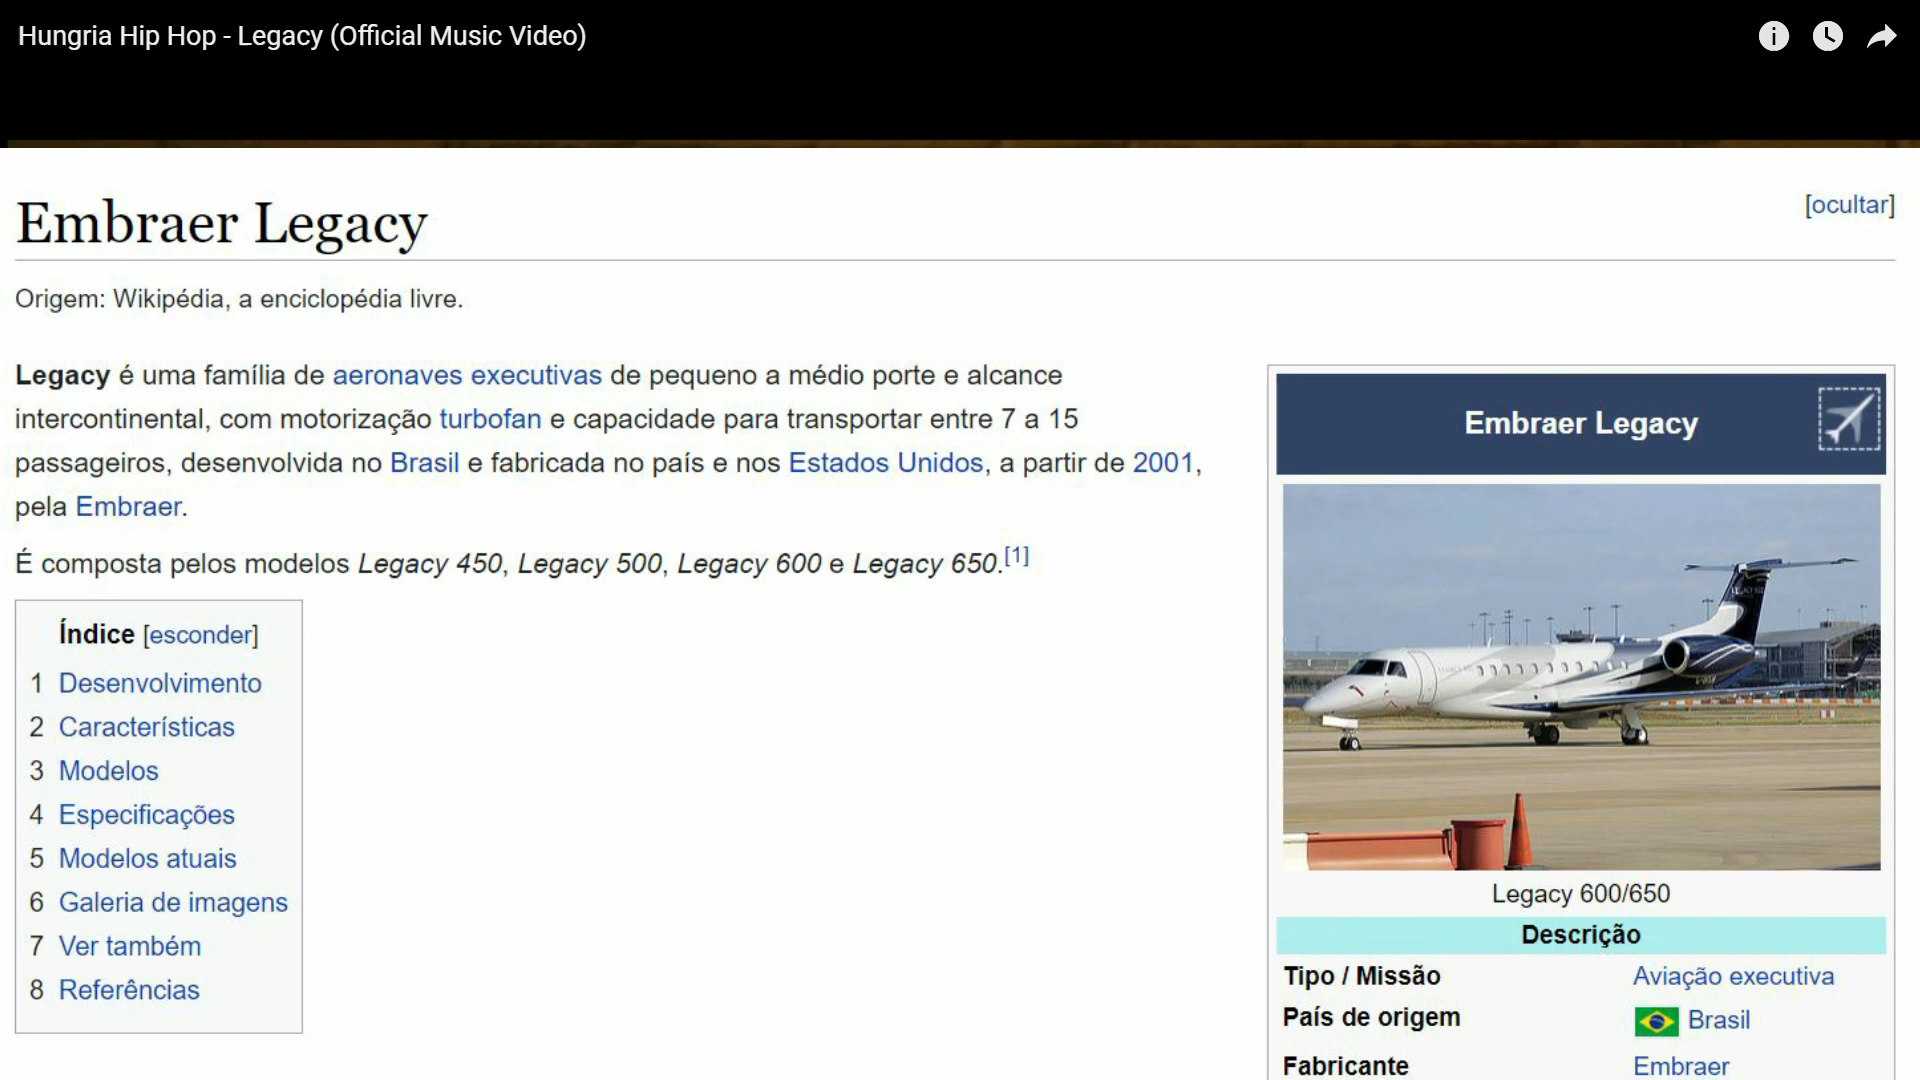 Hungria Hip Hop - Legacy (Official Music Video)
Embraer Legacy
[ocultar]
Origem: Wikipédia, a enciclopédia livre.
Legacy é uma família de aeronaves executivas de pequeno a médio porte e alcance
intercontinental, com motorização turbofan e capacidade para transportar entre 7 a 15
passageiros, desenvolvida no Brasil e fabricada no país e nos Estados Unidos, a partir de 2001,
pela Embraer.
É composta pelos modelos Legacy 450, Legacy 500, Legacy 600 e Legacy 650.[1]
Índice [esconder]
1 Desenvolvimento
2 Características
3 Modelos
4 Especificações
5 Modelos atuais
6 Galeria de imagens
7 Ver também
8 Referências
Embraer Legacy
Legacy 600/650
Descrição
Tipo / Missão Aviação executiva
País de origem Brasil
Fabricante Embraer